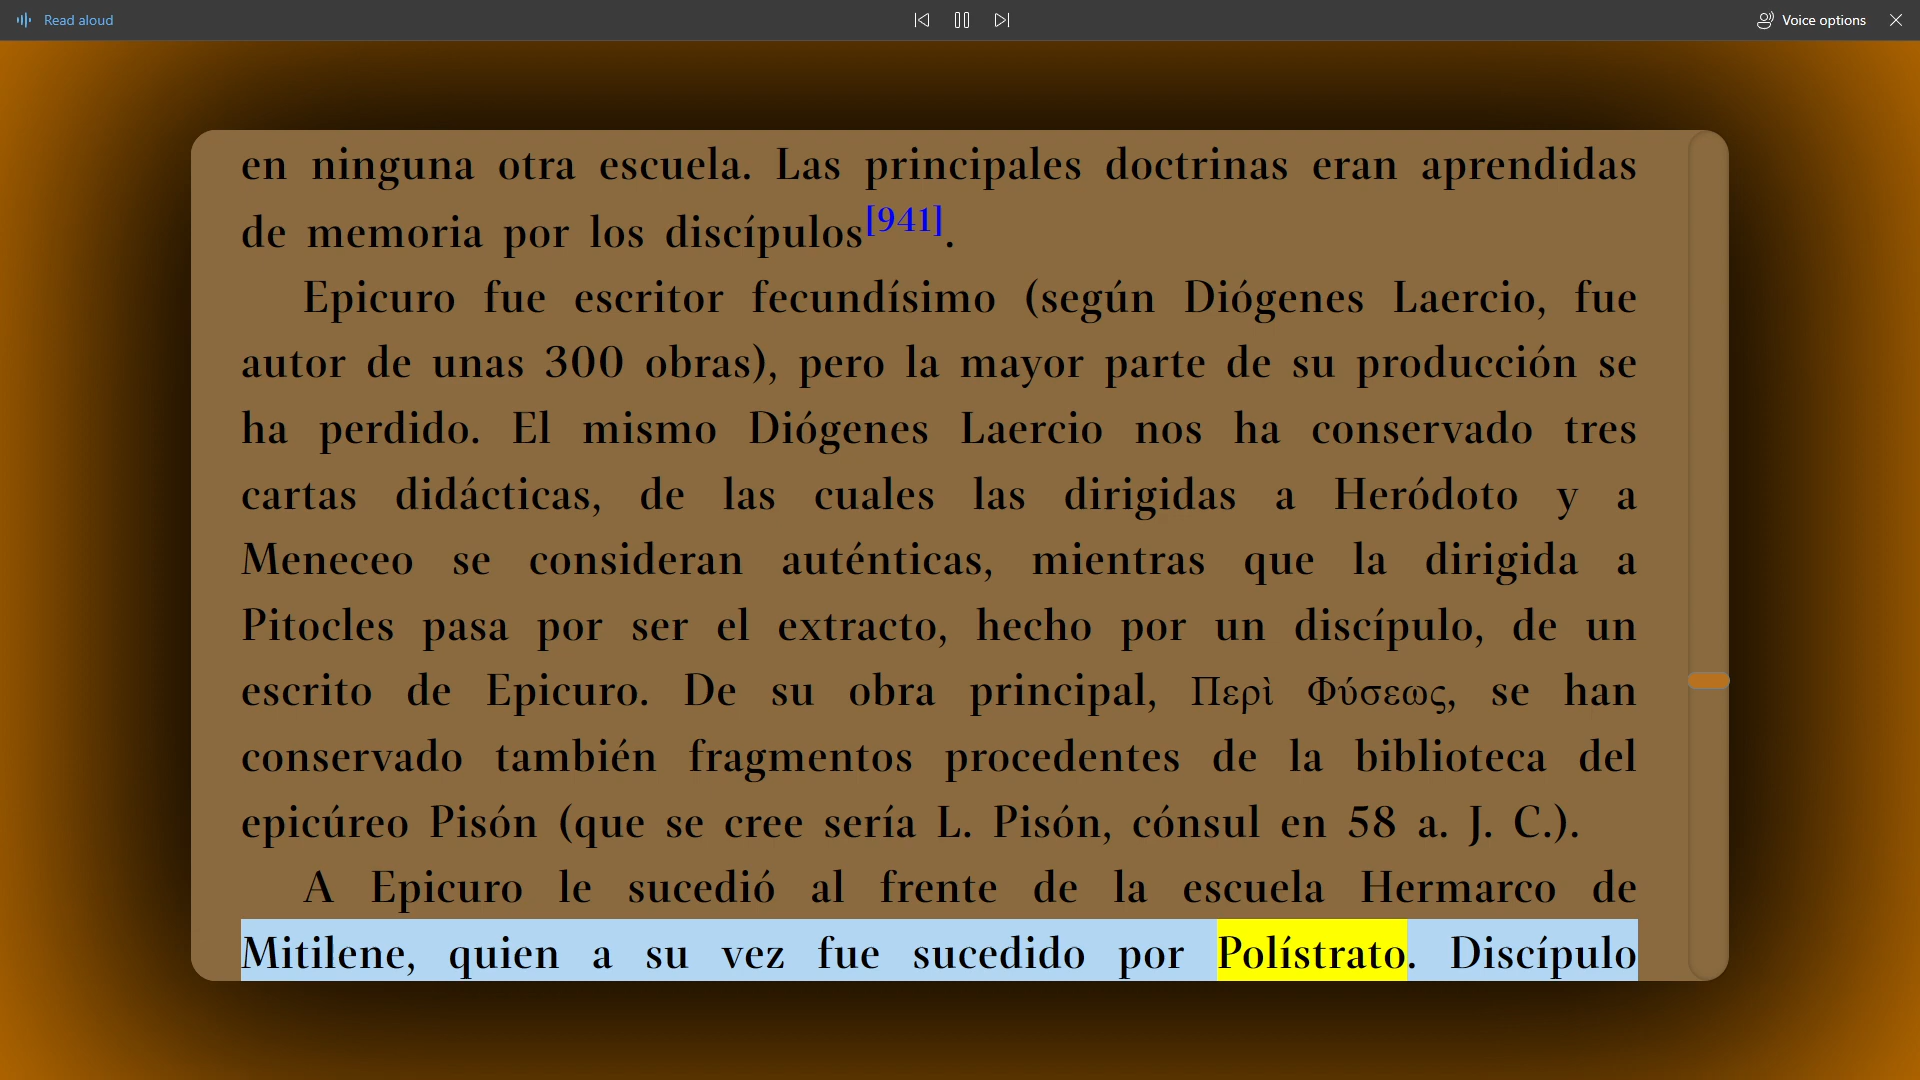 Read aloud
Voice options
en ninguna otra escuela. Las principales doctrinas eran aprendidas
de memoria por los discípulos[941].
Epicuro fue escritor fecundísimo (según Diógenes Laercio, fue
autor de unas 300 obras), pero la mayor parte de su producción se
ha perdido. El mismo Diógenes Laercio nos ha conservado tres
cartas didácticas, de las cuales las dirigidas a Heródoto y a
Meneceo se consideran auténticas, mientras que la dirigida a
Pitocles pasa por ser el extracto, hecho por un discípulo, de un
escrito de Epicuro. De su obra principal, Περὶ Φύσεως, se han
conservado también fragmentos procedentes de la biblioteca del
epicúreo Pisón (que se cree sería L. Pisón, cónsul en 58 a. J. C.).
A Epicuro le sucedió al frente de la escuela Hermarco de
Mitilene, quien a su vez fue sucedido por Polístrato. Discípulo